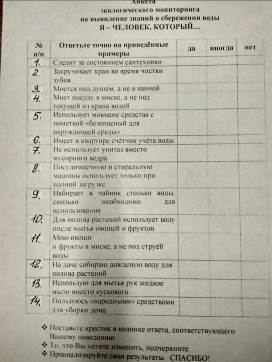 Анкета
экологического мониторинга
на выявление знаний о сбережении воды
Я – ЧЕЛОВЕК, КОТОРЫЙ…
№
п/п
Ответьте точно на приведённые
примеры
да
иногда
нет
1. Следит за состоянием сантехники
2. Закручивает кран во время чистки
зубов
3. Моется под душем, а не в ванной
4. Моет посуду в миске, а не под
текущей из крана водой
5. Использует моющие средства с
пометкой «безопасный для
окружающей среды»
6. Имеет в квартире счётчик учёта воды
7. Не использует унитаз вместо
мусорного ведра
8. Посудомоечную и стиральную
машины использует только при
полной загрузке
9. Набирает в чайник столько воды,
сколько необходимо для
использования
10. Для полива растений использует воду
после мытья овощей и фруктов
11. Мою овощи
и фрукты в миске, а не под струёй
воды
12. На даче собираю дождевую воду для
полива растений
13. Использую для мытья рук жидкое
мыло вместо кускового
14. Пользуюсь «народными» средствами
для уборки дома
❖ Поставьте крестик в колонке ответа, соответствующего
Вашему поведению
❖ То, что Вы хотите изменить, подчеркните
❖ Проанализируйте свои результаты. СПАСИБО!